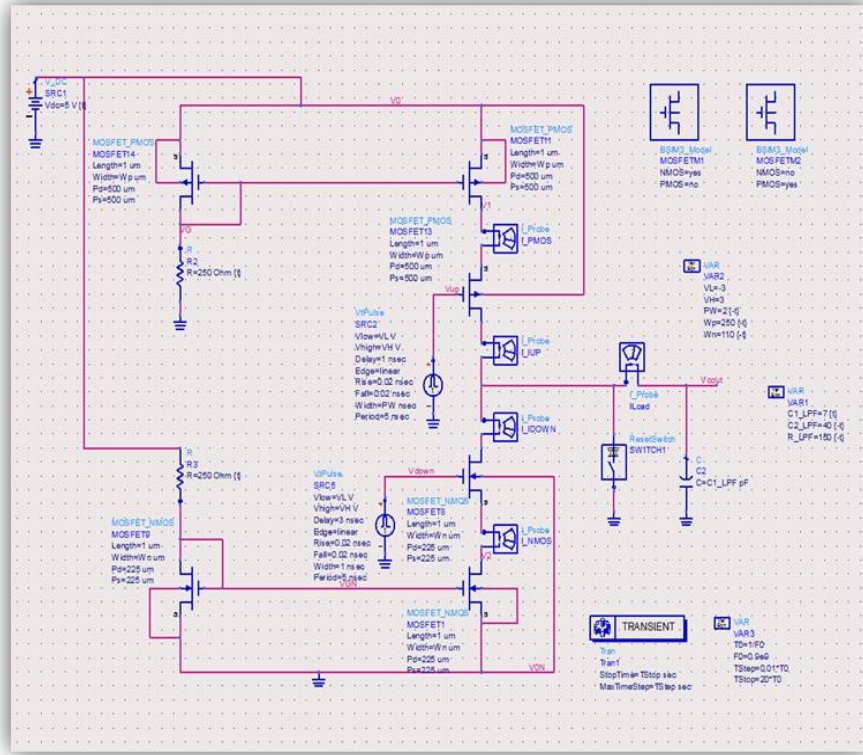 V_DC
SRC1
Vdc=5 V {t}
VO
MOSFET_PMOS
MOSFET14
Length=1 um
Width=Wp um
Pd=500 um
Ps=500 um
MOSFET_PMOS
MOSFET11
Length=1 um
Width=Wp um
Pd=500 um
Ps=500 um
BSIM3_Model
MOSFETM1
NMOS=yes
PMOS=no
BSIM3_Model
MOSFETM2
NMOS=no
PMOS=yes
V1
VG
R
R2
R=250 Ohm {t}
I_Probe
I_PMOS
MOSFET_PMOS
MOSFET13
Length=1 um
Width=Wp um
Pd=500 um
Ps=500 um
Vup
VtPulse
SRC2
Vlow=VL V
Vhigh=VH V
Delay=1 nsec
Edge=linear
Rise=0.02 nsec
Fall=0.02 nsec
Width=PW nsec
Period=5 nsec
I_Probe
I_IUP
VAR
VAR2
VL=-3
VH=3
PW=2 {-t}
Wp=250 {-t}
Wn=110 {-t}
I_Probe
ILoad
Vcout
VAR
VAR1
C1_LPF=7 {t}
C2_LPF=40 {-t}
R_LPF=150 {-t}
I_Probe
I_IDOWN
ResetSwitch
SWITCH1
C
C2
C=C1_LPF pF
R
R3
R=250 Ohm {t}
Vdown
VtPulse
SRC5
Vlow=VL V
Vhigh=VH V
Delay=3 nsec
Edge=linear
Rise=0.02 nsec
Fall=0.02 nsec
Width=1 nsec
Period=5 nsec
MOSFET_NMOS
MOSFET8
Length=1 um
Width=Wn um
Pd=225 um
Ps=225 um
I_Probe
I_NMOS
V2
MOSFET_NMOS
MOSFET9
Length=1 um
Width=Wn um
Pd=225 um
Ps=225 um
VGN
MOSFET_NMOS
MOSFET1
Length=1 um
Width=Wn um
Pd=225 um
Ps=225 um
VON
TRANSIENT
Tran
Tran1
StopTime=TStop sec
MaxTimeStep=TStep sec
VAR
VAR3
T0=1/F0
F0=0.9e9
TStep=0.01*T0
TStop=20*T0